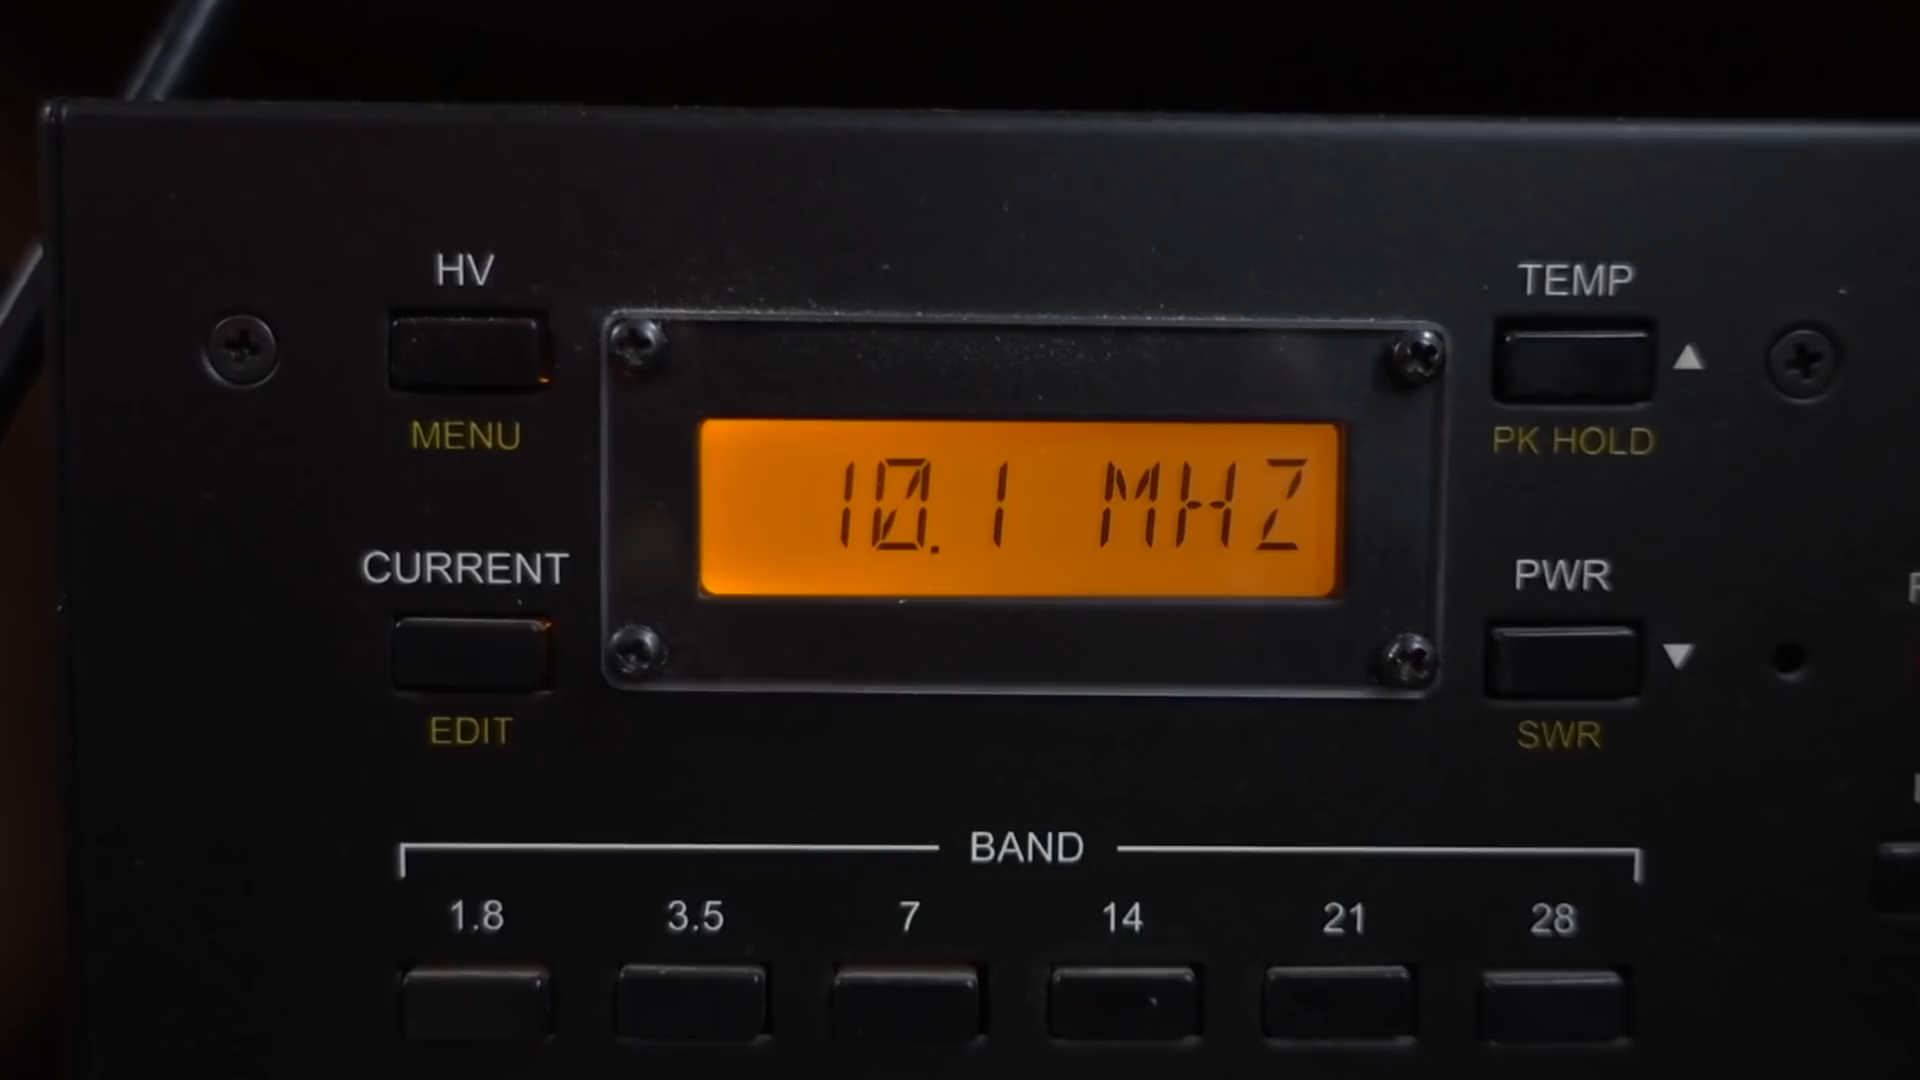 HV
TEMP
MENU
PK HOLD
10.1 MHZ
CURRENT
PWR
EDIT
SWR
BAND
1.8 3.5 7 14 21 28